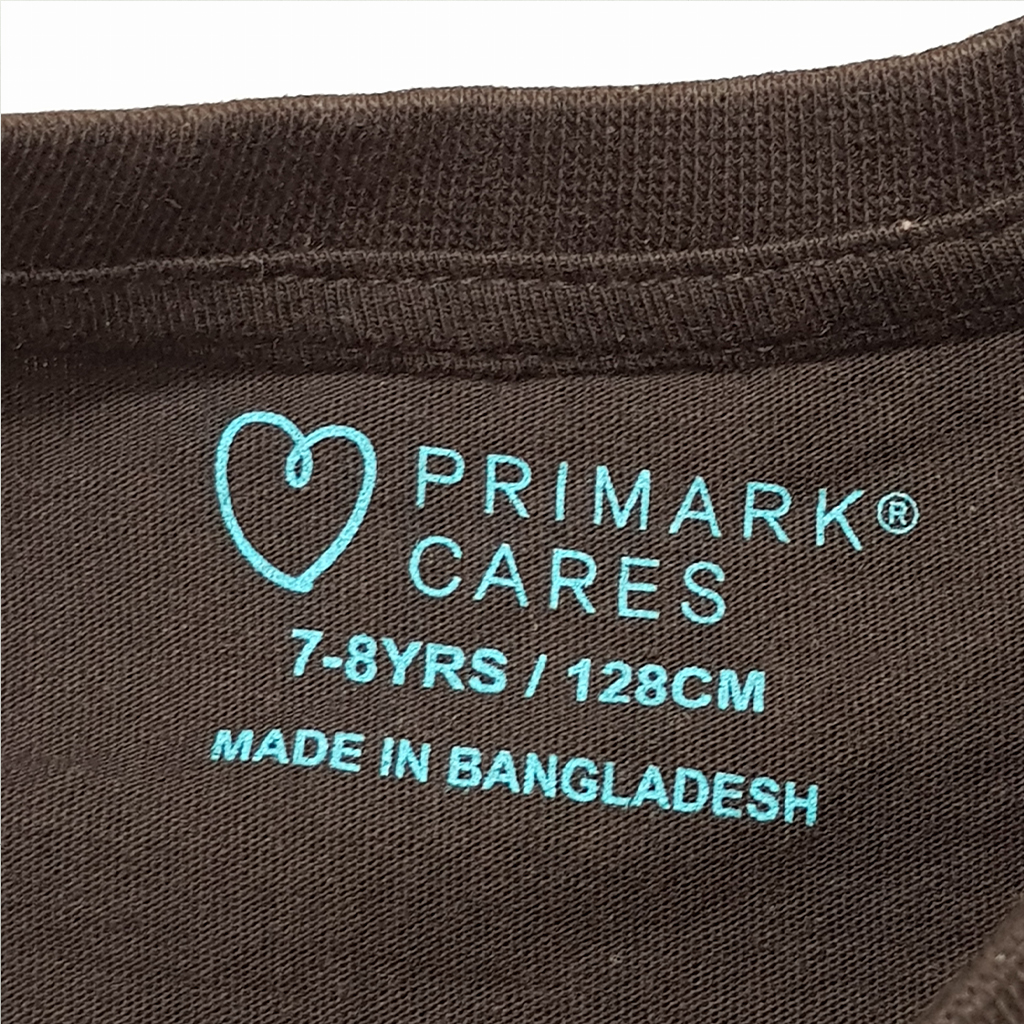 PRIMARK®
CARES
7-8YRS / 128CM
MADE IN BANGLADESH